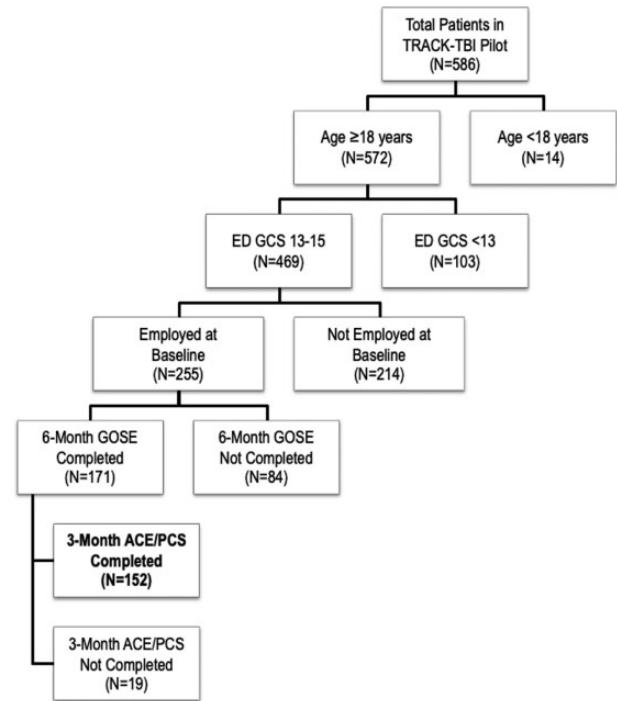 Total Patients in
TRACK-TBI Pilot
(N=586)
Age ≥18 years
(N=572)
Age <18 years
(N=14)
ED GCS 13-15
(N=469)
ED GCS <13
(N=103)
Employed at
Baseline
(N=255)
Not Employed at
Baseline
(N=214)
6-Month GOSE
Completed
(N=171)
6-Month GOSE
Not Completed
(N=84)
3-Month ACE/PCS
Completed
(N=152)
3-Month ACE/PCS
Not Completed
(N=19)